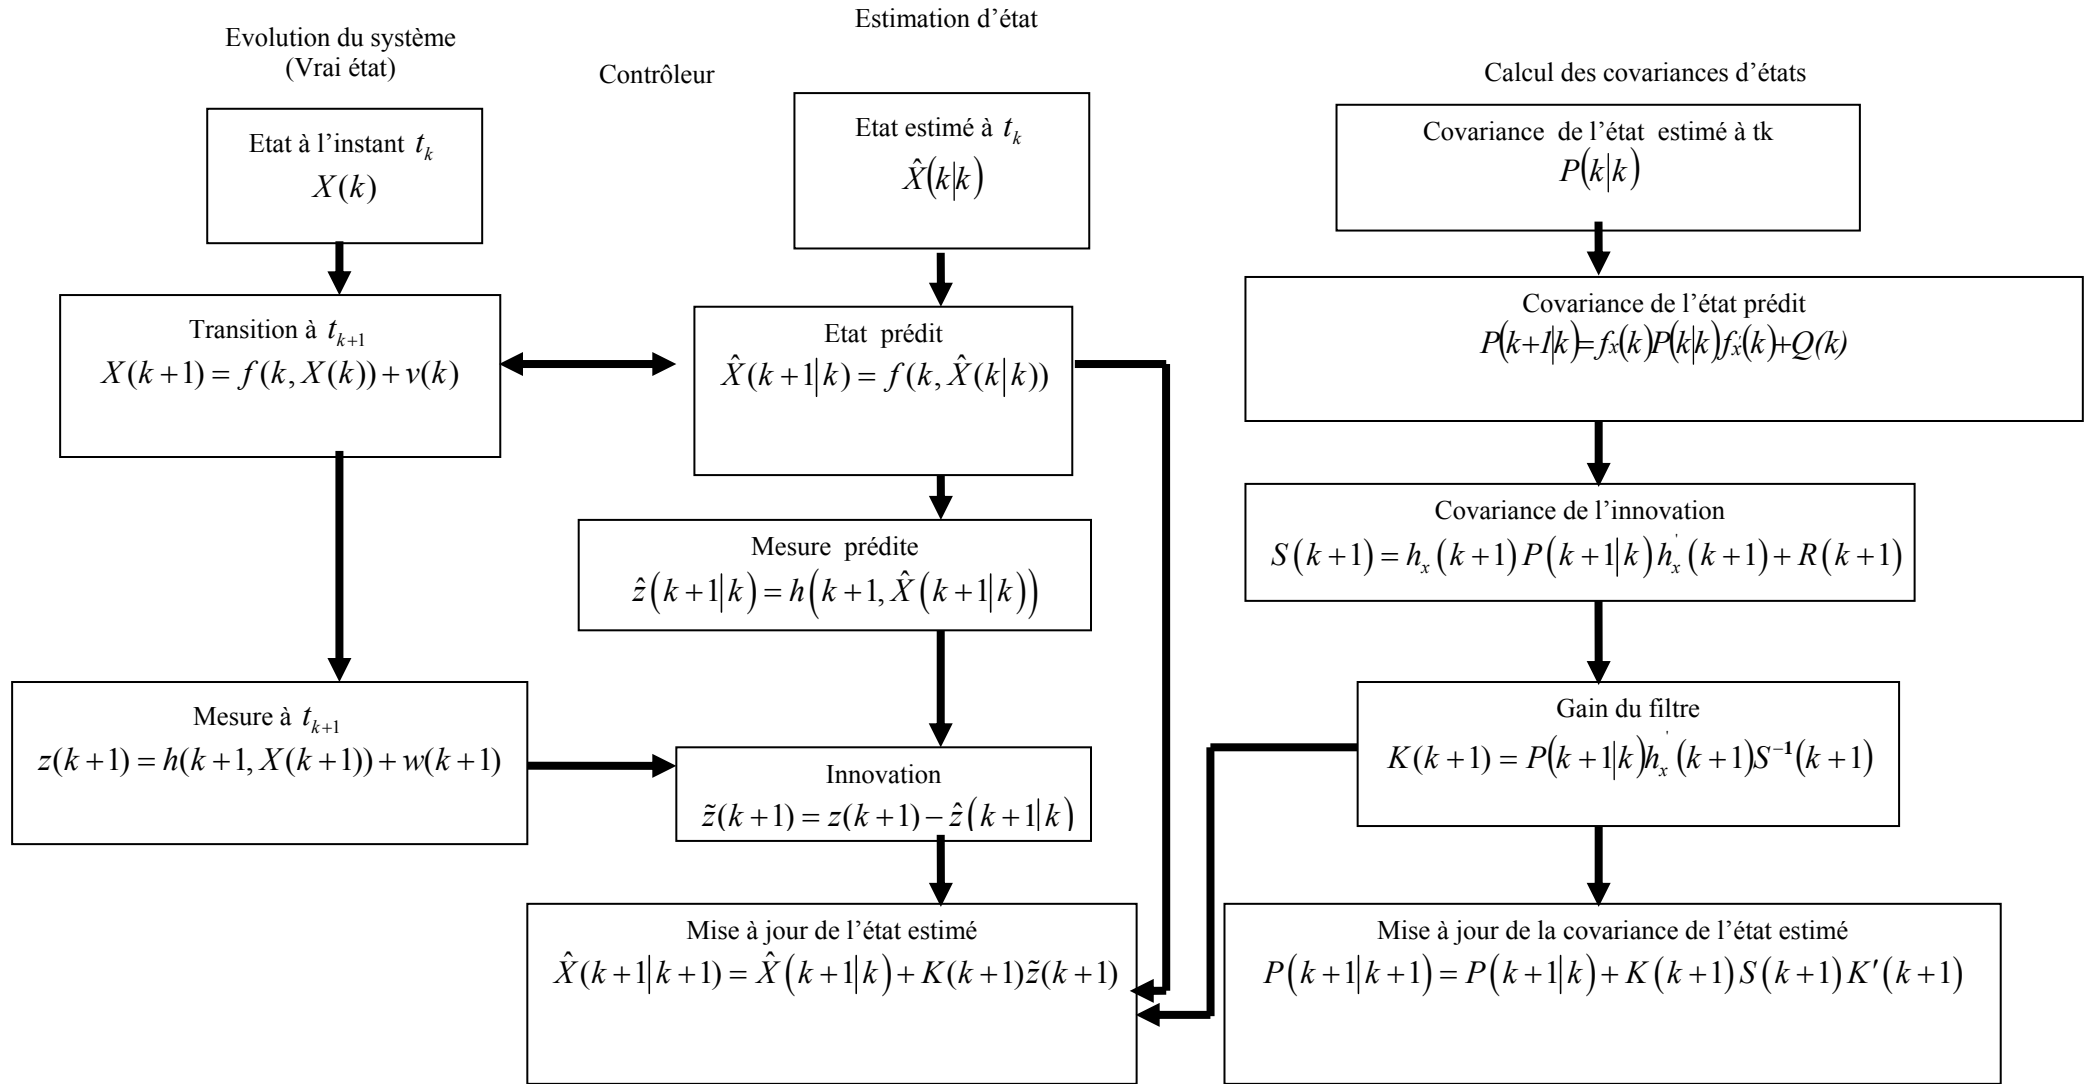 Estimation d’état
Evolution du système
(Vrai état)
Contrôleur
Calcul des covariances d’états
Etat à l’instant t_k
X(k)
Etat estimé à t_k
X̂(k|k)
Covariance de l’état estimé à tk
P(k|k)
Transition à t_{k+1}
X(k+1) = f(k, X(k)) + v(k)
Etat prédit
X̂(k+1|k) = f(k, X̂(k|k))
Covariance de l’état prédit
P(k+1|k)=f_x(k)P(k|k)f_x'(k)+Q(k)
Mesure prédite
ẑ(k+1|k) = h(k+1, X̂(k+1|k))
Covariance de l’innovation
S(k+1) = h_x(k+1) P(k+1|k) h_x'(k+1) + R(k+1)
Mesure à t_{k+1}
z(k+1) = h(k+1, X(k+1)) + w(k+1)
Innovation
z̃(k+1) = z(k+1) − ẑ(k+1|k)
Gain du filtre
K(k+1) = P(k+1|k)h_x'(k+1)S^{-1}(k+1)
Mise à jour de l’état estimé
X̂(k+1|k+1) = X̂(k+1|k) + K(k+1)z̃(k+1)
Mise à jour de la covariance de l’état estimé
P(k+1|k+1) = P(k+1|k) + K(k+1) S(k+1) K′(k+1)